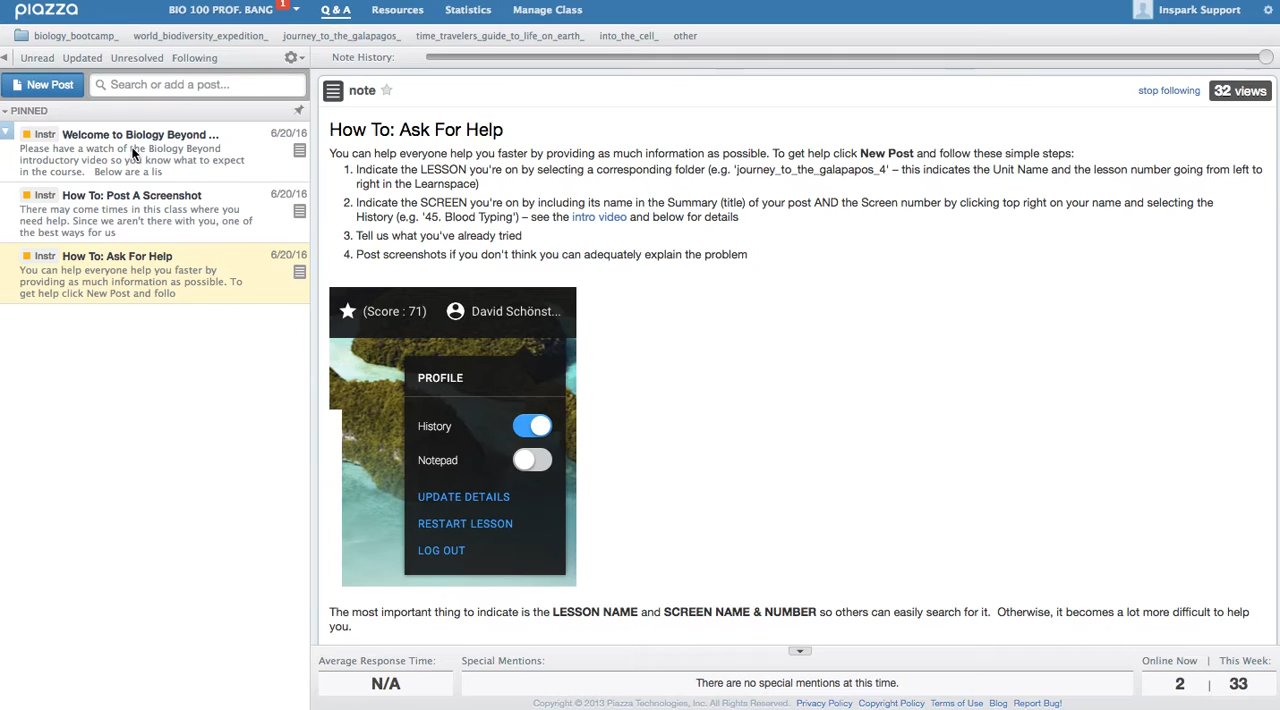 piazza BIO 100 PROF. BANG 1 Q & A Resources Statistics Manage Class Inspark Support
biology_bootcamp_ world_biodiversity_expedition_ journey_to_the_galapagos_ time_travelers_guide_to_life_on_earth_ into_the_cell_ other
Unread Updated Unresolved Following Note History:
New Post Search or add a post...
PINNED
Instr Welcome to Biology Beyond ... 6/20/16
Please have a watch of the Biology Beyond
introductory video so you know what to expect
in the course. Below are a lis
Instr How To: Post A Screenshot 6/20/16
There may come times in this class where you
need help. Since we aren't there with you, one of
the best ways for us
Instr How To: Ask For Help 6/20/16
You can help everyone help you faster by
providing as much information as possible. To
get help click New Post and follo
note stop following 32 views
How To: Ask For Help
You can help everyone help you faster by providing as much information as possible. To get help click New Post and follow these simple steps:
1. Indicate the LESSON you're on by selecting a corresponding folder (e.g. 'journey_to_the_galapapos_4' – this indicates the Unit Name and the lesson number going from left to
right in the Learnspace)
2. Indicate the SCREEN you're on by including its name in the Summary (title) of your post AND the Screen number by clicking top right on your name and selecting the
History (e.g. '45. Blood Typing') – see the intro video and below for details
3. Tell us what you've already tried
4. Post screenshots if you don't think you can adequately explain the problem
(Score : 71) David Schönst...
PROFILE
History
Notepad
UPDATE DETAILS
RESTART LESSON
LOG OUT
The most important thing to indicate is the LESSON NAME and SCREEN NAME & NUMBER so others can easily search for it. Otherwise, it becomes a lot more difficult to help
you.
Average Response Time: Special Mentions: Online Now | This Week:
N/A There are no special mentions at this time. 2 | 33
Copyright © 2013 Piazza Technologies, Inc. All Rights Reserved. Privacy Policy Copyright Policy Terms of Use Blog Report Bug!